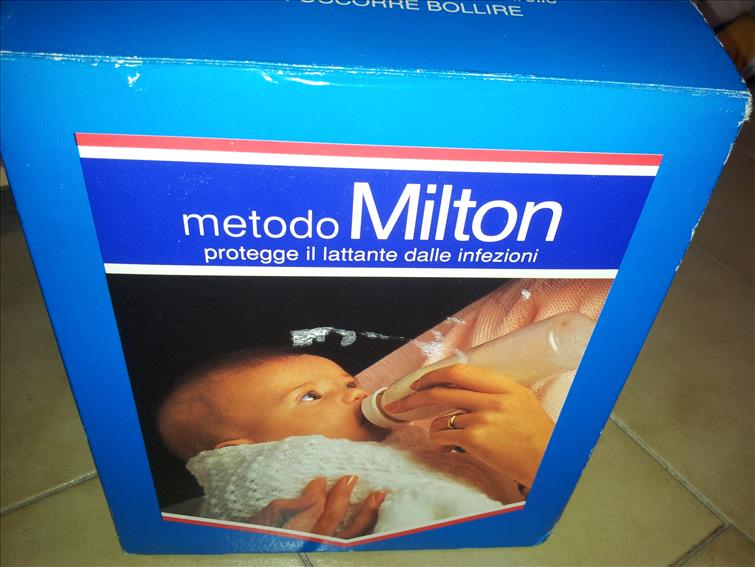 OCCORRE BOLLIRE
metodo Milton
protegge il lattante dalle infezioni